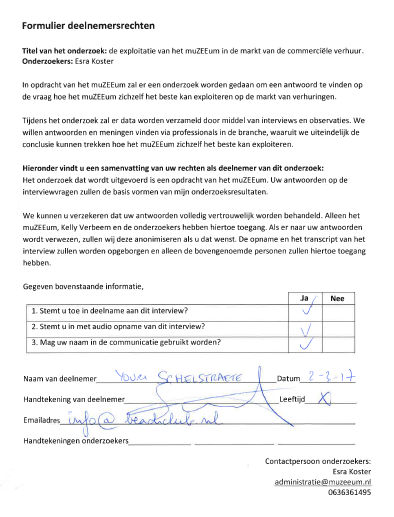 Formulier deelnemersrechten
Titel van het onderzoek: de exploitatie van het muZEEum in de markt van de commerciële verhuur.
Onderzoekers: Esra Koster
In opdracht van het muZEEum zal er een onderzoek worden gedaan om een antwoord te vinden op
de vraag hoe het muZEEum zichzelf het beste kan exploiteren op de markt van verhuringen.
Tijdens het onderzoek zal er data worden verzameld door middel van interviews en observaties. We
willen antwoorden en meningen vinden via professionals in de branche, waaruit we uiteindelijk de
conclusie kunnen trekken hoe het muZEEum zichzelf het beste kan exploiteren.
Hieronder vindt u een samenvatting van uw rechten als deelnemer van dit onderzoek:
Het onderzoek dat wordt uitgevoerd is een opdracht van het muZEEum. Uw antwoorden op de
interviewvragen zullen de basis vormen van mijn onderzoeksresultaten.
We kunnen u verzekeren dat uw antwoorden volledig vertrouwelijk worden behandeld. Alleen het
muZEEum, Kelly Verbeem en de onderzoekers hebben hiertoe toegang. Als er naar uw antwoorden
wordt verwezen, zullen wij deze anonimiseren als u dat wenst. De opname en het transcript van het
interview zullen worden opgeborgen en alleen de bovengenoemde personen zullen hiertoe toegang
hebben.
Gegeven bovenstaande informatie,
Ja Nee
1. Stemt u toe in deelname aan dit interview?
2. Stemt u in met audio opname van dit interview?
3. Mag uw naam in de communicatie gebruikt worden?
Naam van deelnemer Youri SCHELSTRAETE Datum 2-3-17
Handtekening van deelnemer Leeftijd X
Emailadres info@beachclub.nl
Handtekeningen onderzoekers
Contactpersoon onderzoekers:
Esra Koster
administratie@muzeeum.nl
0636361495